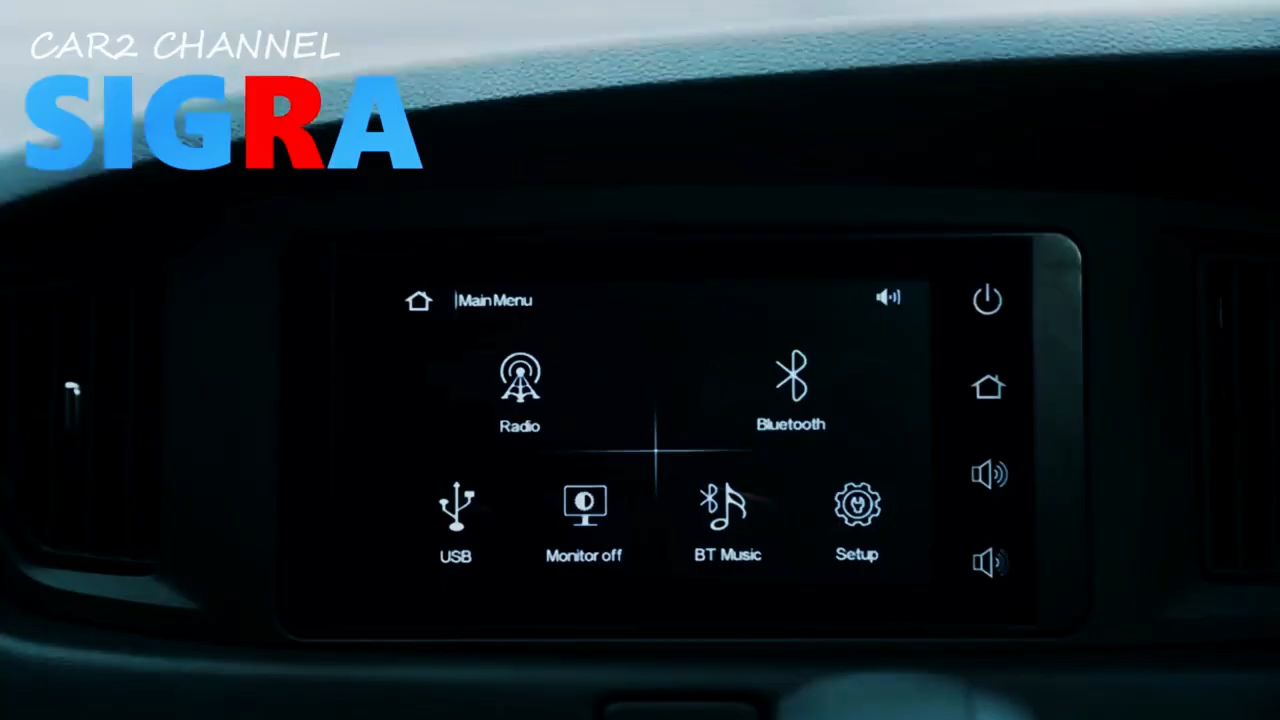 CAR2 CHANNEL
SIGRA
Main Menu
Radio
Bluetooth
USB
Monitor off
BT Music
Setup